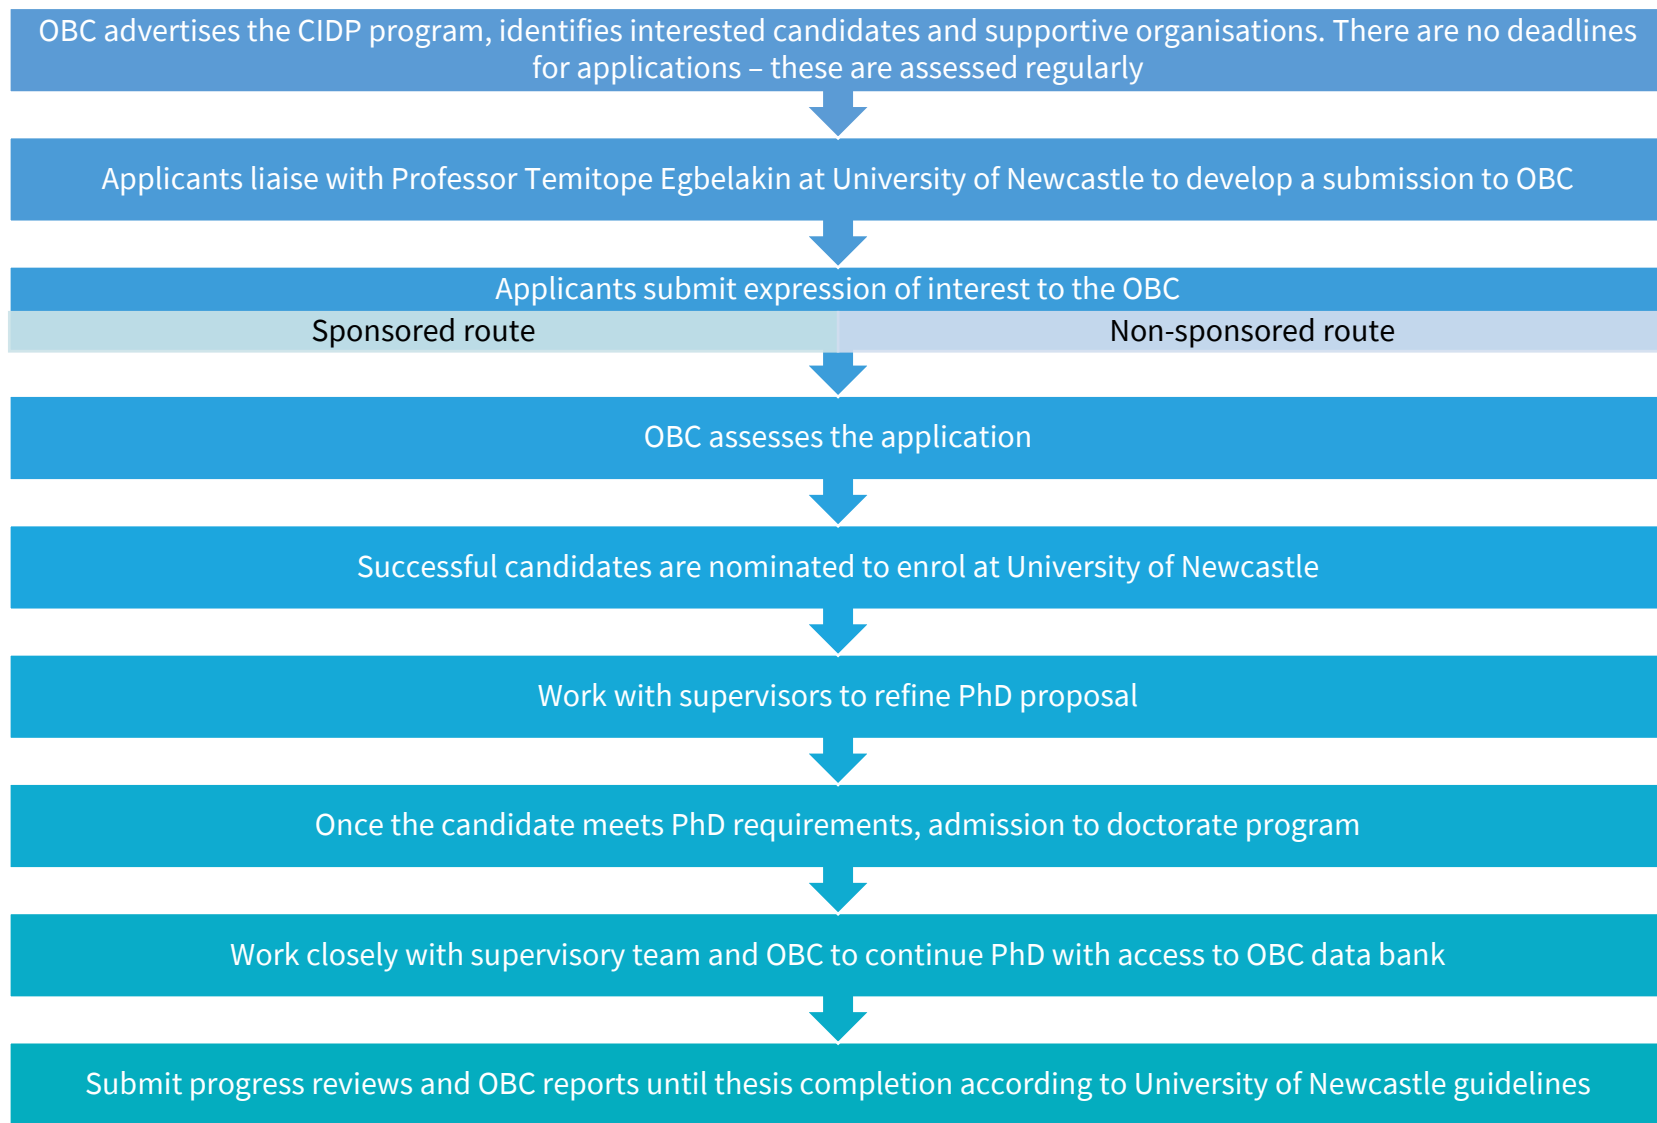 OBC advertises the CIDP program, identifies interested candidates and supportive organisations. There are no deadlines
for applications – these are assessed regularly
Applicants liaise with Professor Temitope Egbelakin at University of Newcastle to develop a submission to OBC
Applicants submit expression of interest to the OBC
Sponsored route
Non-sponsored route
OBC assesses the application
Successful candidates are nominated to enrol at University of Newcastle
Work with supervisors to refine PhD proposal
Once the candidate meets PhD requirements, admission to doctorate program
Work closely with supervisory team and OBC to continue PhD with access to OBC data bank
Submit progress reviews and OBC reports until thesis completion according to University of Newcastle guidelines